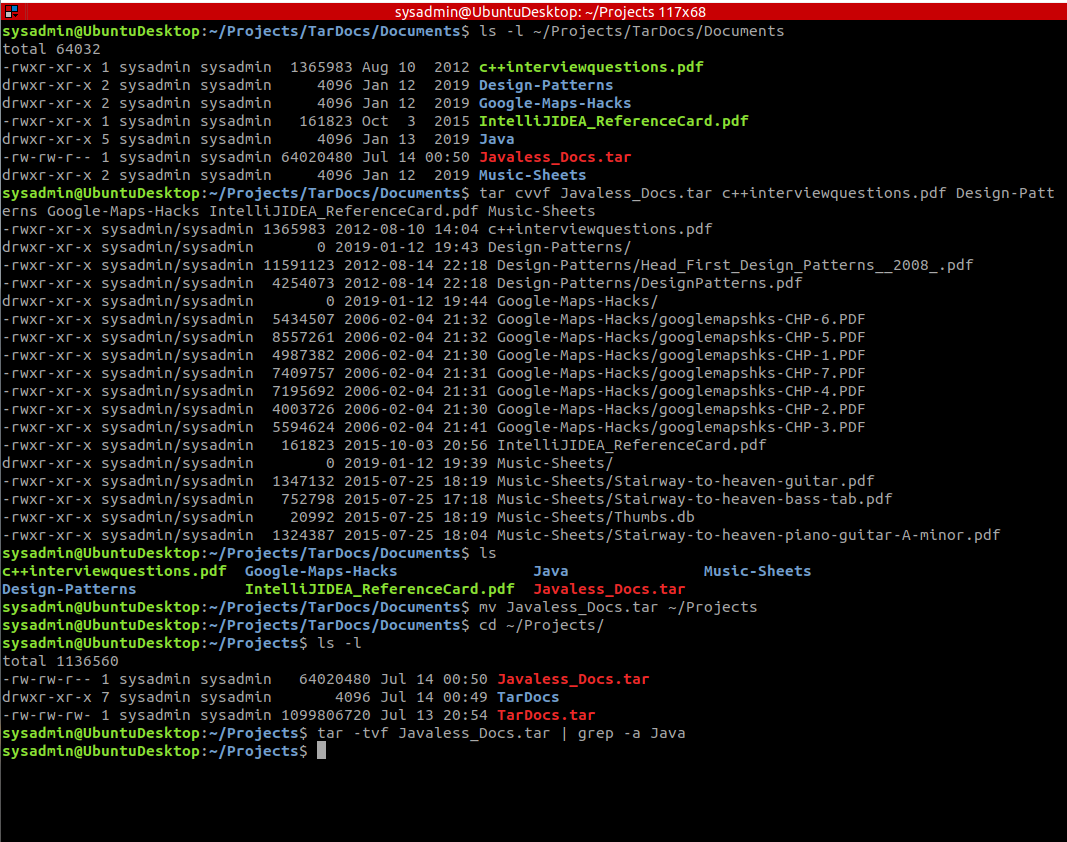 sysadmin@UbuntuDesktop: ~/Projects 117x68
sysadmin@UbuntuDesktop:~/Projects/TarDocs/Documents$ ls -l ~/Projects/TarDocs/Documents
total 64032
-rwxr-xr-x 1 sysadmin sysadmin  1365983 Aug 10  2012 c++interviewquestions.pdf
drwxr-xr-x 2 sysadmin sysadmin     4096 Jan 12  2019 Design-Patterns
drwxr-xr-x 2 sysadmin sysadmin     4096 Jan 12  2019 Google-Maps-Hacks
-rwxr-xr-x 1 sysadmin sysadmin   161823 Oct  3  2015 IntelliJIDEA_ReferenceCard.pdf
drwxr-xr-x 5 sysadmin sysadmin     4096 Jan 13  2019 Java
-rw-rw-r-- 1 sysadmin sysadmin 64020480 Jul 14 00:50 Javaless_Docs.tar
drwxr-xr-x 2 sysadmin sysadmin     4096 Jan 12  2019 Music-Sheets
sysadmin@UbuntuDesktop:~/Projects/TarDocs/Documents$ tar cvvf Javaless_Docs.tar c++interviewquestions.pdf Design-Patt
erns Google-Maps-Hacks IntelliJIDEA_ReferenceCard.pdf Music-Sheets
-rwxr-xr-x sysadmin/sysadmin 1365983 2012-08-10 14:04 c++interviewquestions.pdf
drwxr-xr-x sysadmin/sysadmin       0 2019-01-12 19:43 Design-Patterns/
-rwxr-xr-x sysadmin/sysadmin 11591123 2012-08-14 22:18 Design-Patterns/Head_First_Design_Patterns__2008_.pdf
-rwxr-xr-x sysadmin/sysadmin  4254073 2012-08-14 22:18 Design-Patterns/DesignPatterns.pdf
drwxr-xr-x sysadmin/sysadmin        0 2019-01-12 19:44 Google-Maps-Hacks/
-rwxr-xr-x sysadmin/sysadmin  5434507 2006-02-04 21:32 Google-Maps-Hacks/googlemapshks-CHP-6.PDF
-rwxr-xr-x sysadmin/sysadmin  8557261 2006-02-04 21:32 Google-Maps-Hacks/googlemapshks-CHP-5.PDF
-rwxr-xr-x sysadmin/sysadmin  4987382 2006-02-04 21:30 Google-Maps-Hacks/googlemapshks-CHP-1.PDF
-rwxr-xr-x sysadmin/sysadmin  7409757 2006-02-04 21:31 Google-Maps-Hacks/googlemapshks-CHP-7.PDF
-rwxr-xr-x sysadmin/sysadmin  7195692 2006-02-04 21:31 Google-Maps-Hacks/googlemapshks-CHP-4.PDF
-rwxr-xr-x sysadmin/sysadmin  4003726 2006-02-04 21:30 Google-Maps-Hacks/googlemapshks-CHP-2.PDF
-rwxr-xr-x sysadmin/sysadmin  5594624 2006-02-04 21:41 Google-Maps-Hacks/googlemapshks-CHP-3.PDF
-rwxr-xr-x sysadmin/sysadmin   161823 2015-10-03 20:56 IntelliJIDEA_ReferenceCard.pdf
drwxr-xr-x sysadmin/sysadmin        0 2019-01-12 19:39 Music-Sheets/
-rwxr-xr-x sysadmin/sysadmin  1347132 2015-07-25 18:19 Music-Sheets/Stairway-to-heaven-guitar.pdf
-rwxr-xr-x sysadmin/sysadmin   752798 2015-07-25 17:18 Music-Sheets/Stairway-to-heaven-bass-tab.pdf
-rwxr-xr-x sysadmin/sysadmin    20992 2015-07-25 18:19 Music-Sheets/Thumbs.db
-rwxr-xr-x sysadmin/sysadmin  1324387 2015-07-25 18:04 Music-Sheets/Stairway-to-heaven-piano-guitar-A-minor.pdf
sysadmin@UbuntuDesktop:~/Projects/TarDocs/Documents$ ls
c++interviewquestions.pdf  Google-Maps-Hacks               Java               Music-Sheets
Design-Patterns            IntelliJIDEA_ReferenceCard.pdf  Javaless_Docs.tar
sysadmin@UbuntuDesktop:~/Projects/TarDocs/Documents$ mv Javaless_Docs.tar ~/Projects
sysadmin@UbuntuDesktop:~/Projects/TarDocs/Documents$ cd ~/Projects/
sysadmin@UbuntuDesktop:~/Projects$ ls -l
total 1136560
-rw-rw-r-- 1 sysadmin sysadmin   64020480 Jul 14 00:50 Javaless_Docs.tar
drwxr-xr-x 7 sysadmin sysadmin       4096 Jul 14 00:49 TarDocs
-rw-rw-rw- 1 sysadmin sysadmin 1099806720 Jul 13 20:54 TarDocs.tar
sysadmin@UbuntuDesktop:~/Projects$ tar -tvf Javaless_Docs.tar | grep -a Java
sysadmin@UbuntuDesktop:~/Projects$